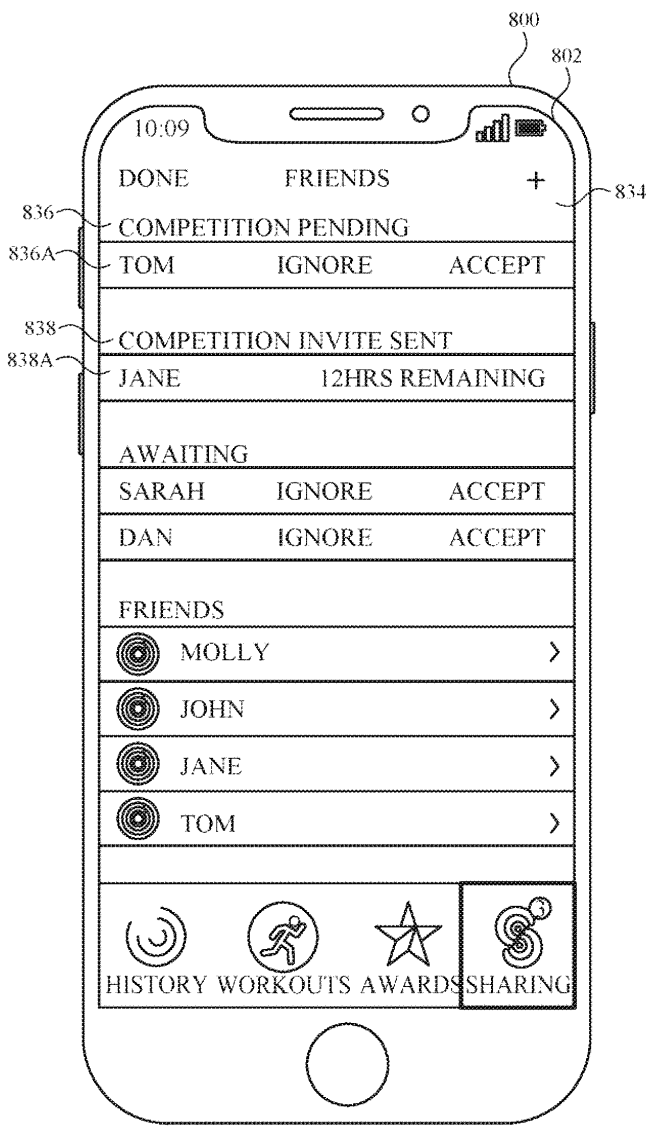 800
802
10:09
DONE FRIENDS +
834
836
COMPETITION PENDING
836A
TOM IGNORE ACCEPT
838
COMPETITION INVITE SENT
838A
JANE 12HRS REMAINING
AWAITING
SARAH IGNORE ACCEPT
DAN IGNORE ACCEPT
FRIENDS
MOLLY
JOHN
JANE
TOM
3
HISTORY WORKOUTS AWARDS SHARING